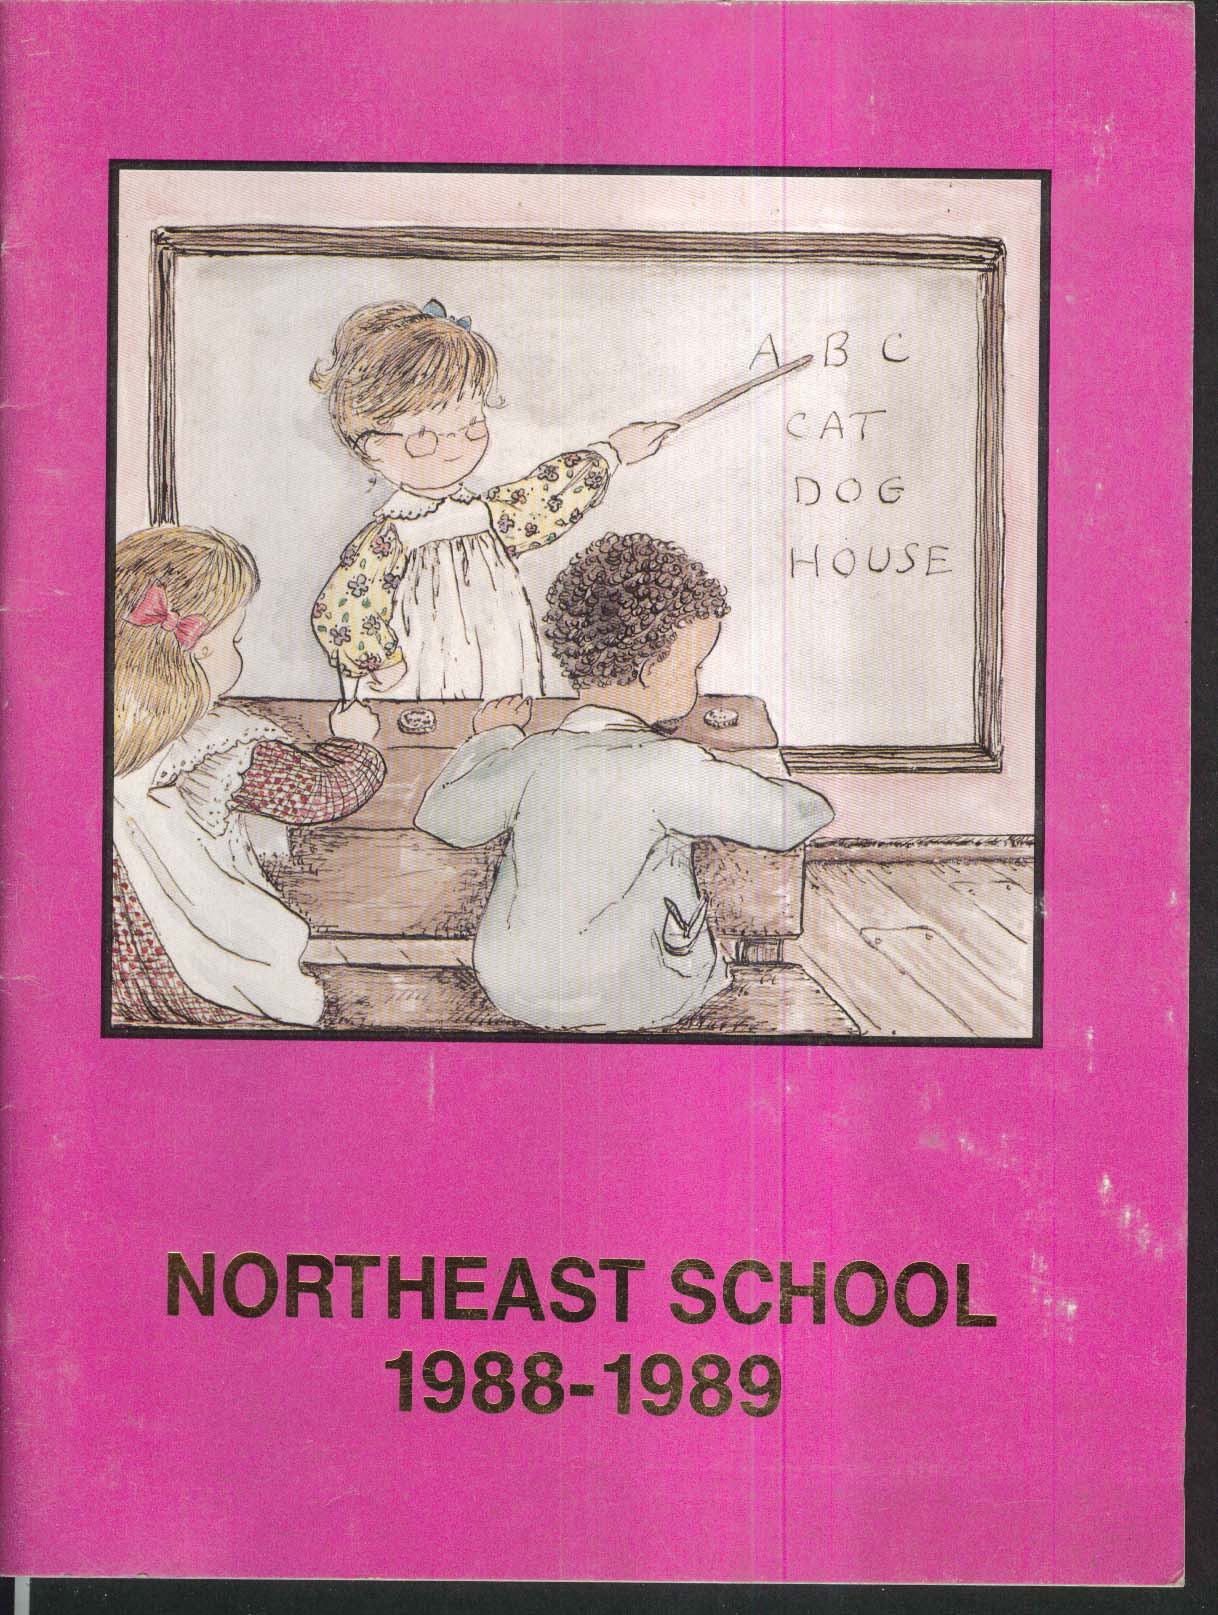 A B C
CAT
DOG
HOUSE
NORTHEAST SCHOOL
1988-1989